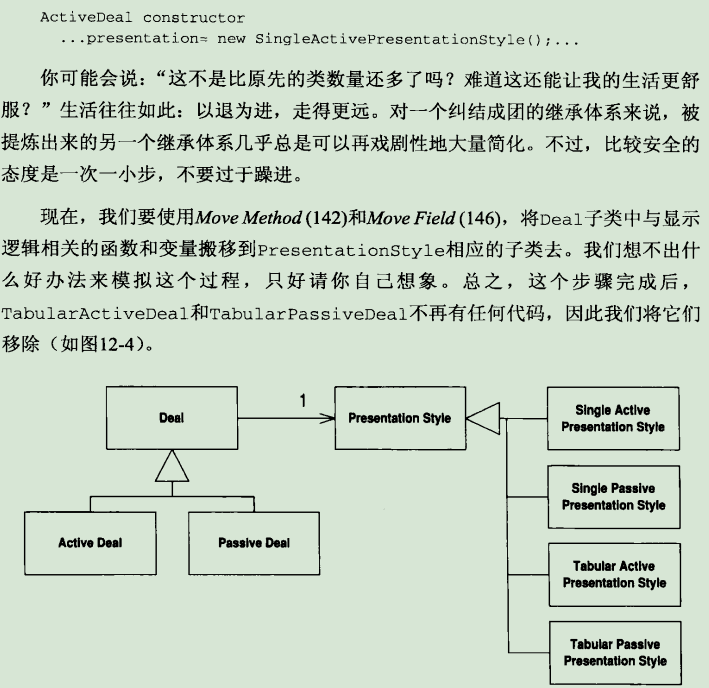 ActiveDeal constructor
...presentation= new SingleActivePresentationStyle();...
你可能会说：“这不是比原先的类数量还多了吗？难道这还能让我的生活更舒
服？”生活往往如此：以退为进，走得更远。对一个纠结成团的继承体系来说，被
提炼出来的另一个继承体系几乎总是可以再戏剧性地大量简化。不过，比较安全的
态度是一次一小步，不要过于躁进。
现在，我们要使用Move Method (142)和Move Field (146)，将Deal子类中与显示
逻辑相关的函数和变量搬移到PresentationStyle相应的子类去。我们想不出什
么好办法来模拟这个过程，只好请你自己想象。总之，这个步骤完成后，
TabularActiveDeal和TabularPassiveDeal不再有任何代码，因此我们将它们
移除（如图12-4）。
Deal
1
Presentation Style
Single Active
Presentation Style
Single Passive
Presentation Style
Active Deal
Passive Deal
Tabular Active
Presentation Style
Tabular Passive
Presentation Style